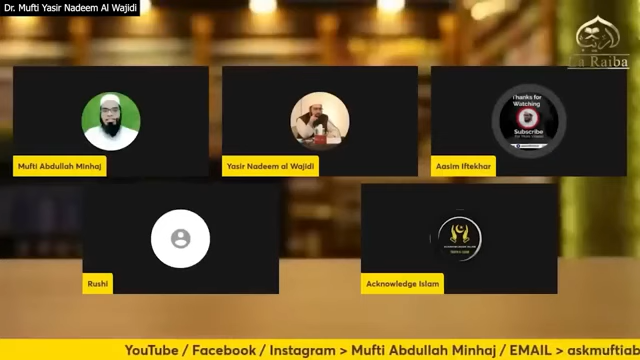 Dr. Mufti Yasir Nadeem Al Wajidi
La Raiba
Mufti Abdullah Minhaj
Yasir Nadeem al Wajidi
Thanks for
Watching
Subscribe
Aasim Iftekhar
Rushi
Acknowledge Islam
YouTube / Facebook / Instagram > Mufti Abdullah Minhaj / EMAIL > askmuftiab